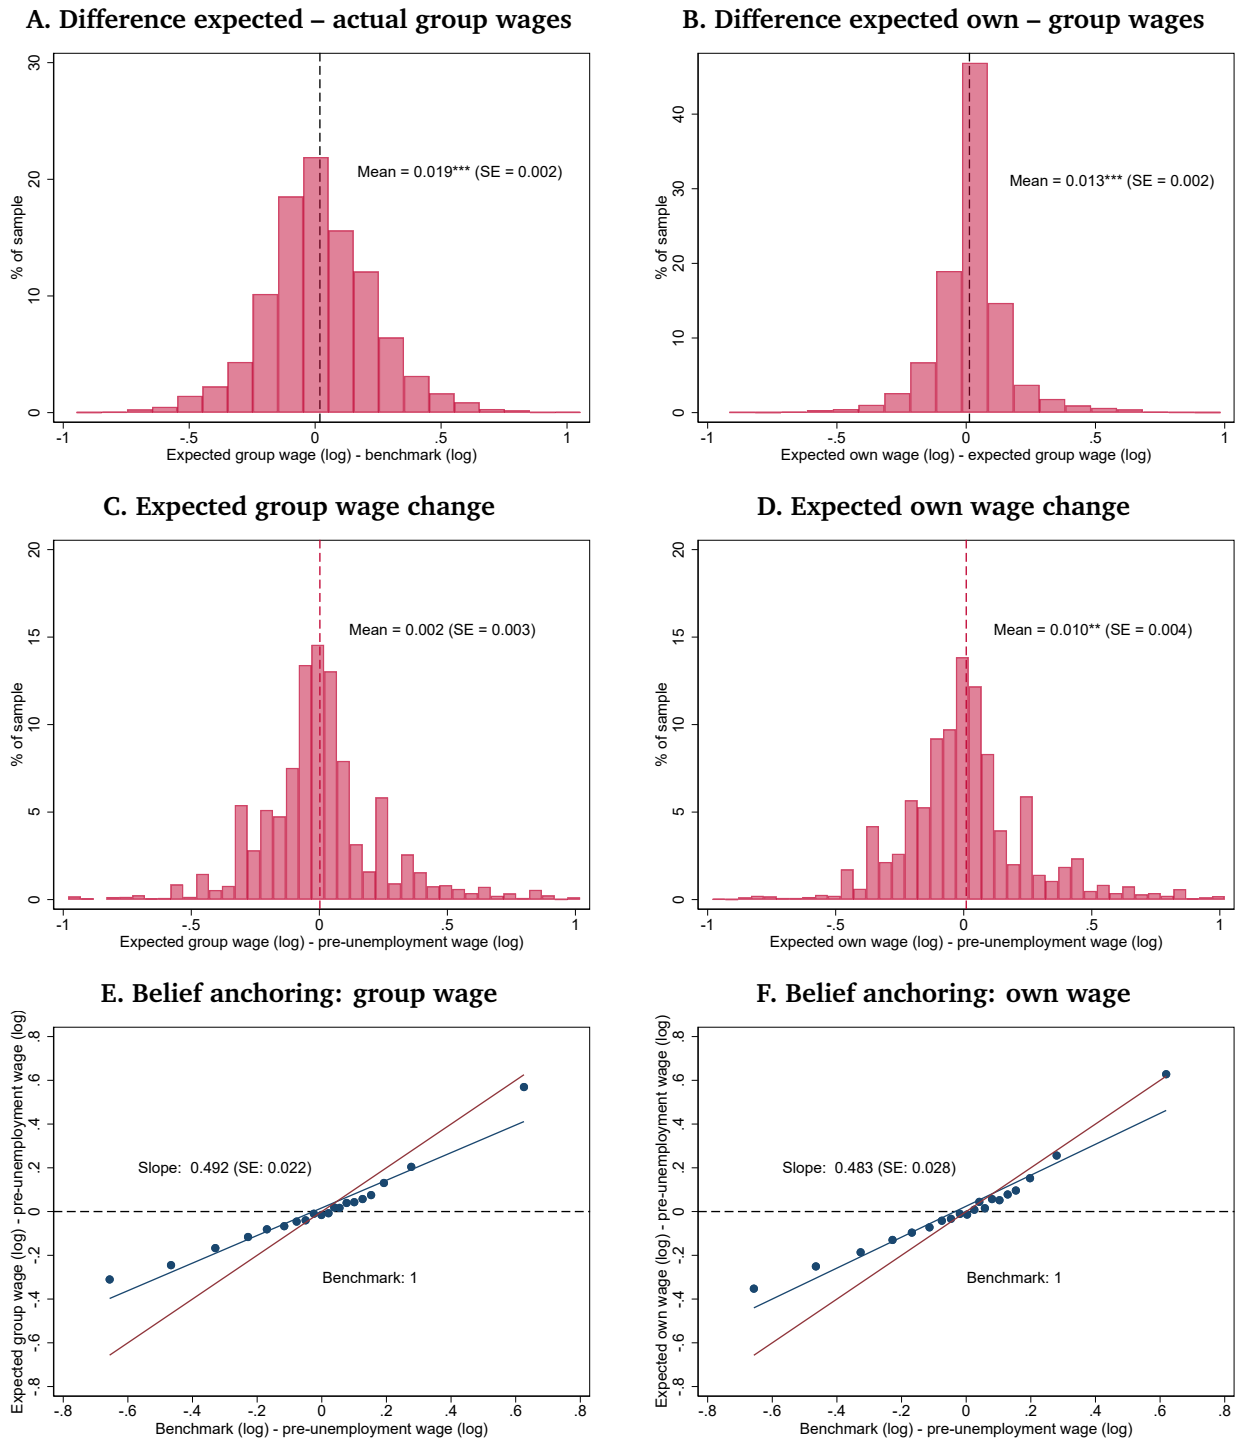 A. Difference expected – actual group wages
% of sample
0 10 20 30
Mean = 0.019*** (SE = 0.002)
-1 -.5 0 .5 1
Expected group wage (log) - benchmark (log)
B. Difference expected own – group wages
% of sample
0 10 20 30 40
Mean = 0.013*** (SE = 0.002)
-1 -.5 0 .5 1
Expected own wage (log) - expected group wage (log)
C. Expected group wage change
% of sample
0 5 10 15 20
Mean = 0.002 (SE = 0.003)
-1 -.5 0 .5 1
Expected group wage (log) - pre-unemployment wage (log)
D. Expected own wage change
% of sample
0 5 10 15 20
Mean = 0.010** (SE = 0.004)
-1 -.5 0 .5 1
Expected own wage (log) - pre-unemployment wage (log)
E. Belief anchoring: group wage
Expected group wage (log) - pre-unemployment wage (log)
-.8 -.6 -.4 -.2 0 .2 .4 .6 .8
Slope: 0.492 (SE: 0.022)
Benchmark: 1
-.8 -.6 -.4 -.2 0 .2 .4 .6 .8
Benchmark (log) - pre-unemployment wage (log)
F. Belief anchoring: own wage
Expected own wage (log) - pre-unemployment wage (log)
-.8 -.6 -.4 -.2 0 .2 .4 .6 .8
Slope: 0.483 (SE: 0.028)
Benchmark: 1
-.8 -.6 -.4 -.2 0 .2 .4 .6 .8
Benchmark (log) - pre-unemployment wage (log)